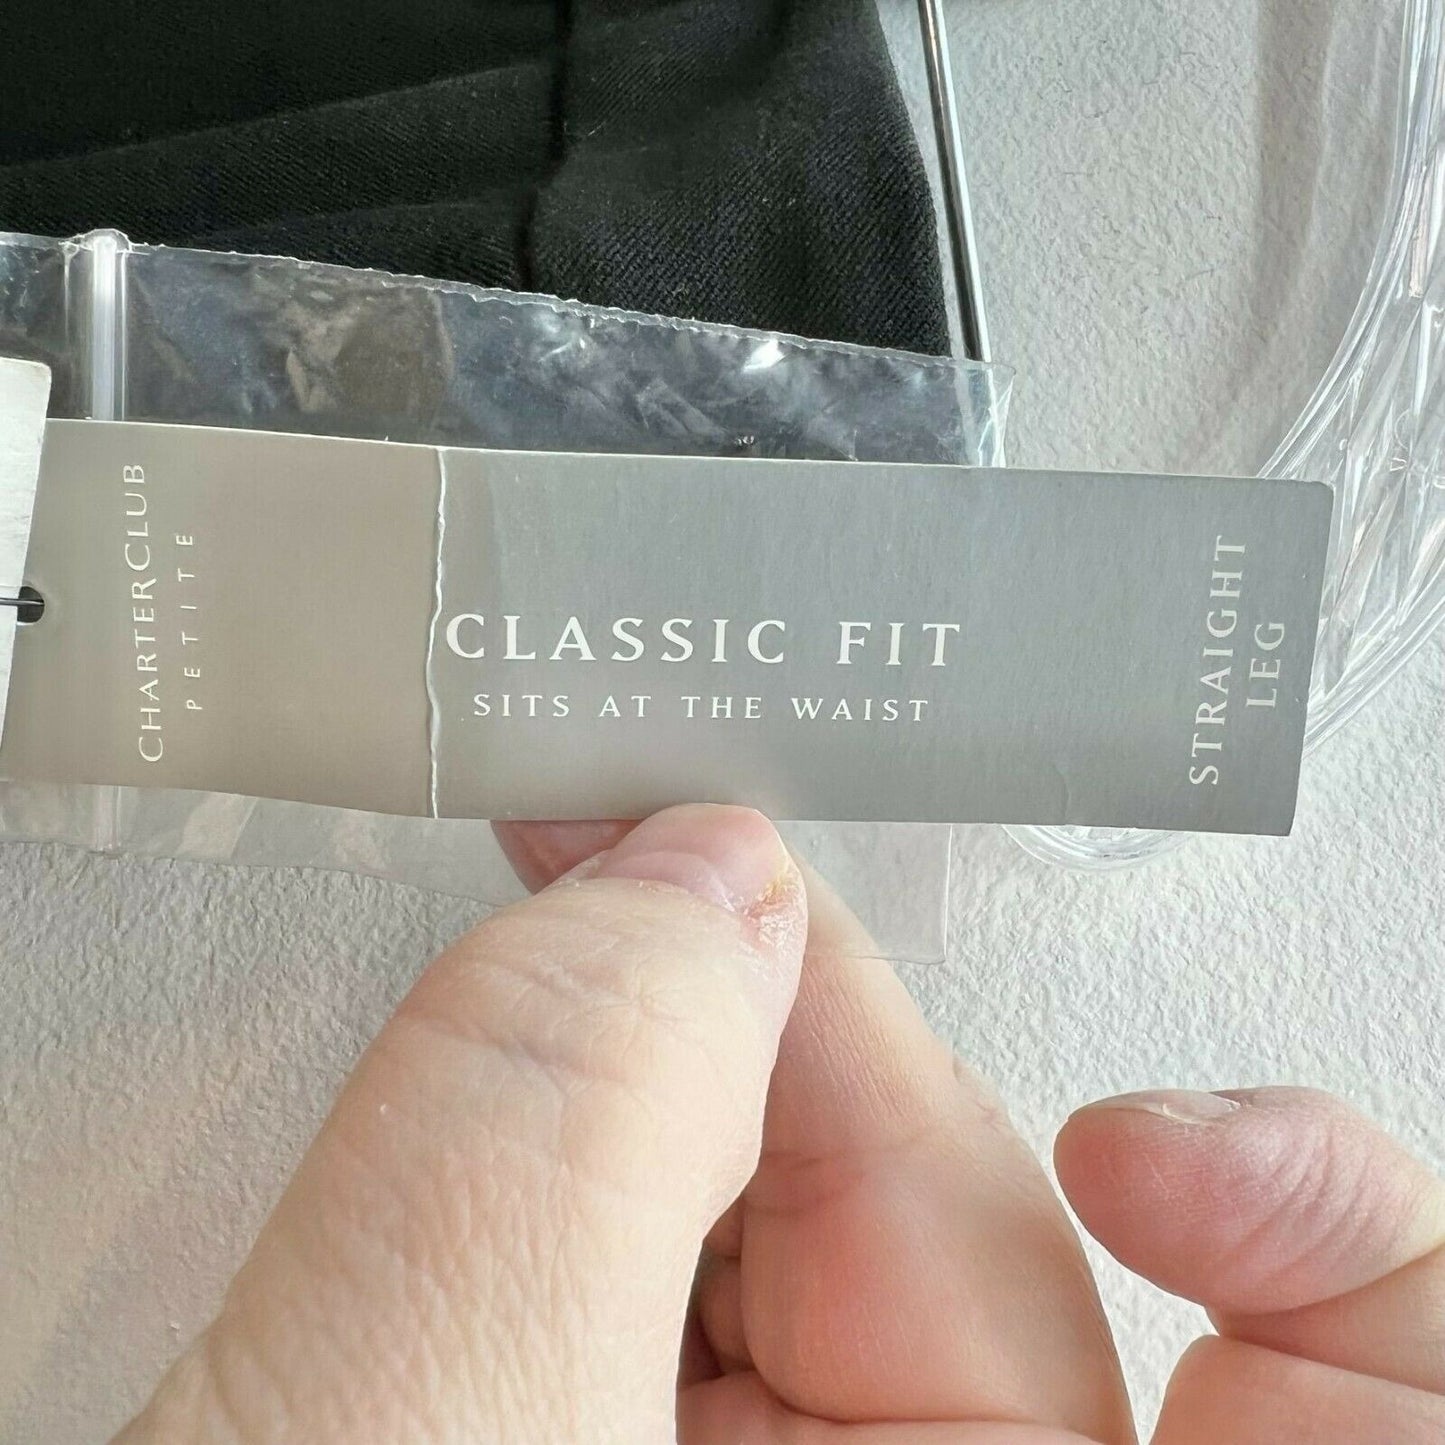 CHARTERCLUB
PETITE
CLASSIC FIT
SITS AT THE WAIST
STRAIGHT
LEG